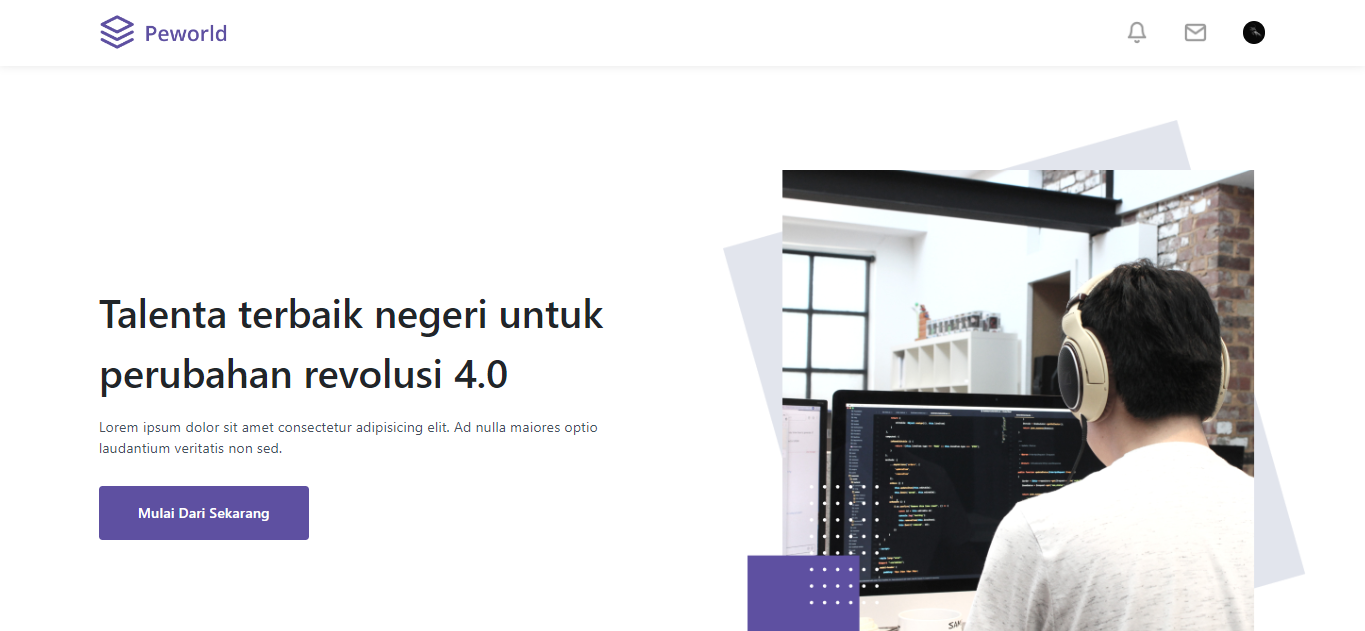 Peworld
Talenta terbaik negeri untuk
perubahan revolusi 4.0
Lorem ipsum dolor sit amet consectetur adipisicing elit. Ad nulla maiores optio
laudantium veritatis non sed.
Mulai Dari Sekarang